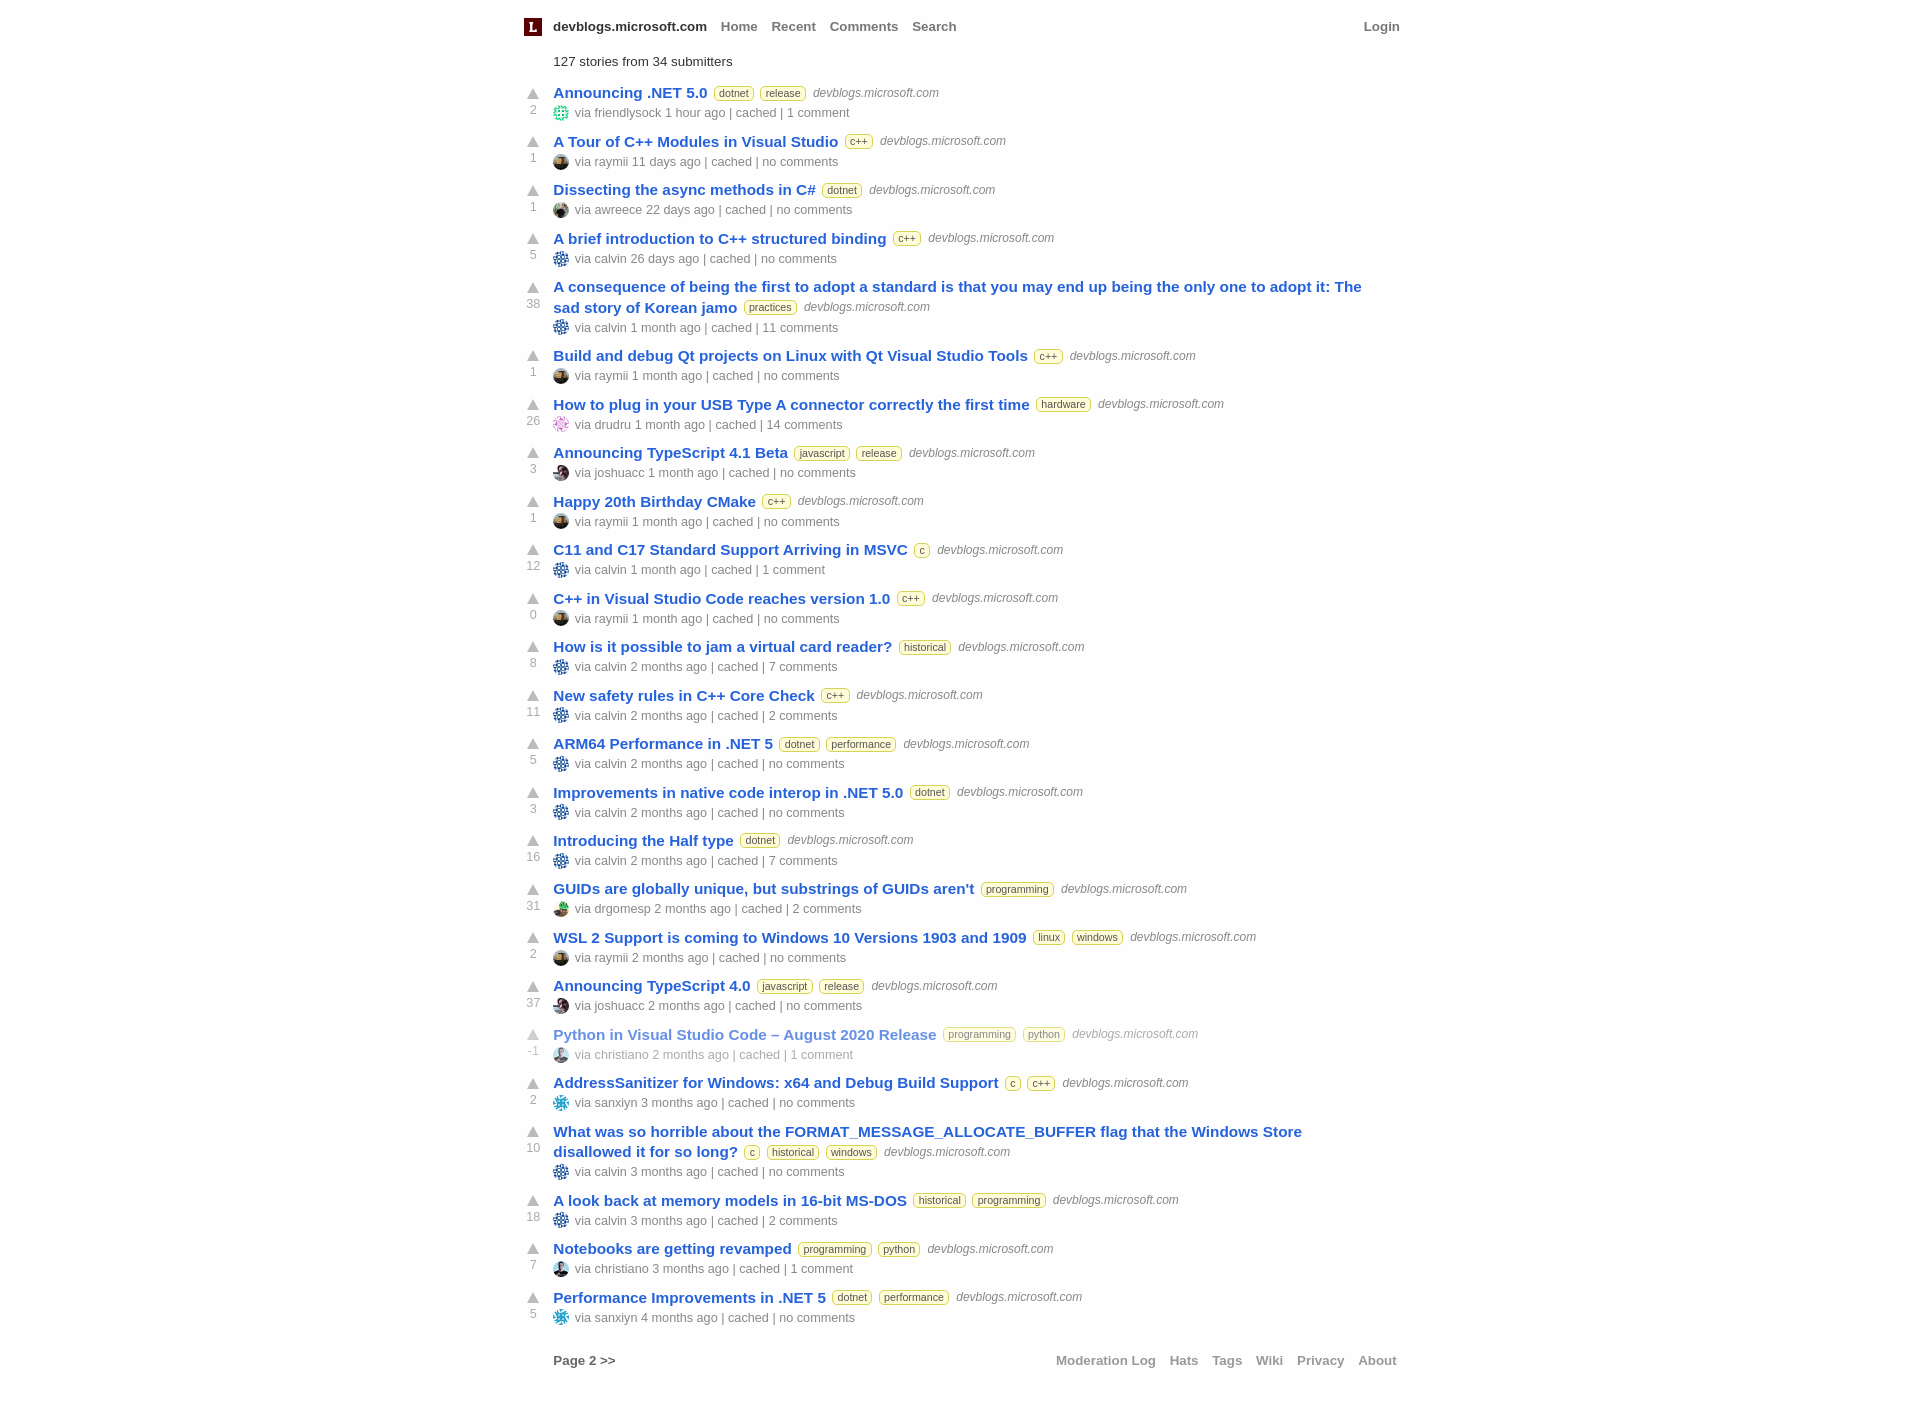 L devblogs.microsoft.com Home Recent Comments Search Login
127 stories from 34 submitters
Announcing .NET 5.0 dotnet release devblogs.microsoft.com
2 via friendlysock 1 hour ago | cached | 1 comment
A Tour of C++ Modules in Visual Studio c++ devblogs.microsoft.com
1 via raymii 11 days ago | cached | no comments
Dissecting the async methods in C# dotnet devblogs.microsoft.com
1 via awreece 22 days ago | cached | no comments
A brief introduction to C++ structured binding c++ devblogs.microsoft.com
5 via calvin 26 days ago | cached | no comments
A consequence of being the first to adopt a standard is that you may end up being the only one to adopt it: The
38 sad story of Korean jamo practices devblogs.microsoft.com
via calvin 1 month ago | cached | 11 comments
Build and debug Qt projects on Linux with Qt Visual Studio Tools c++ devblogs.microsoft.com
1 via raymii 1 month ago | cached | no comments
How to plug in your USB Type A connector correctly the first time hardware devblogs.microsoft.com
26 via drudru 1 month ago | cached | 14 comments
Announcing TypeScript 4.1 Beta javascript release devblogs.microsoft.com
3 via joshuacc 1 month ago | cached | no comments
Happy 20th Birthday CMake c++ devblogs.microsoft.com
1 via raymii 1 month ago | cached | no comments
C11 and C17 Standard Support Arriving in MSVC c devblogs.microsoft.com
12 via calvin 1 month ago | cached | 1 comment
C++ in Visual Studio Code reaches version 1.0 c++ devblogs.microsoft.com
0 via raymii 1 month ago | cached | no comments
How is it possible to jam a virtual card reader? historical devblogs.microsoft.com
8 via calvin 2 months ago | cached | 7 comments
New safety rules in C++ Core Check c++ devblogs.microsoft.com
11 via calvin 2 months ago | cached | 2 comments
ARM64 Performance in .NET 5 dotnet performance devblogs.microsoft.com
5 via calvin 2 months ago | cached | no comments
Improvements in native code interop in .NET 5.0 dotnet devblogs.microsoft.com
3 via calvin 2 months ago | cached | no comments
Introducing the Half type dotnet devblogs.microsoft.com
16 via calvin 2 months ago | cached | 7 comments
GUIDs are globally unique, but substrings of GUIDs aren't programming devblogs.microsoft.com
31 via drgomesp 2 months ago | cached | 2 comments
WSL 2 Support is coming to Windows 10 Versions 1903 and 1909 linux windows devblogs.microsoft.com
2 via raymii 2 months ago | cached | no comments
Announcing TypeScript 4.0 javascript release devblogs.microsoft.com
37 via joshuacc 2 months ago | cached | no comments
Python in Visual Studio Code – August 2020 Release programming python devblogs.microsoft.com
-1 via christiano 2 months ago | cached | 1 comment
AddressSanitizer for Windows: x64 and Debug Build Support c c++ devblogs.microsoft.com
2 via sanxiyn 3 months ago | cached | no comments
What was so horrible about the FORMAT_MESSAGE_ALLOCATE_BUFFER flag that the Windows Store
10 disallowed it for so long? c historical windows devblogs.microsoft.com
via calvin 3 months ago | cached | no comments
A look back at memory models in 16-bit MS-DOS historical programming devblogs.microsoft.com
18 via calvin 3 months ago | cached | 2 comments
Notebooks are getting revamped programming python devblogs.microsoft.com
7 via christiano 3 months ago | cached | 1 comment
Performance Improvements in .NET 5 dotnet performance devblogs.microsoft.com
5 via sanxiyn 4 months ago | cached | no comments
Page 2 >> Moderation Log Hats Tags Wiki Privacy About